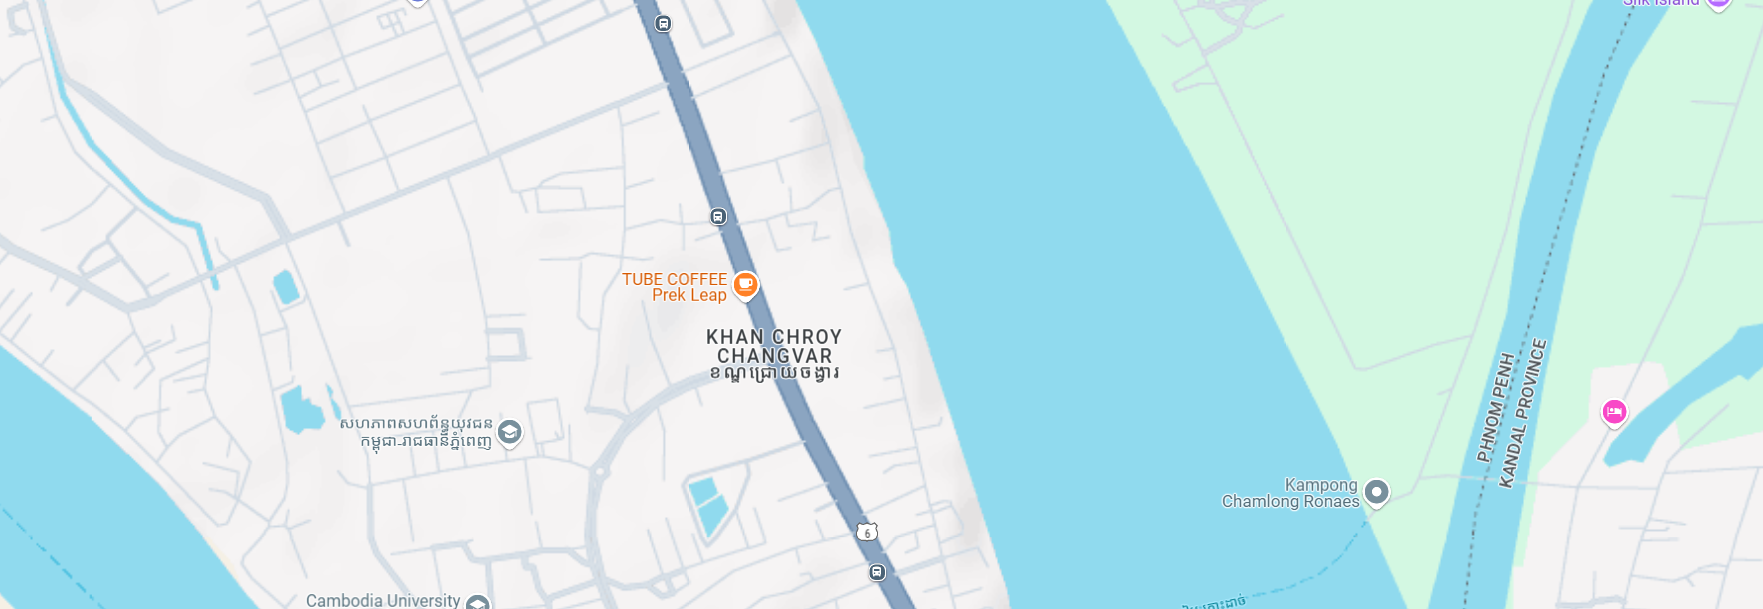 Silk Island
TUBE COFFEE
Prek Leap
KHAN CHROY
CHANGVAR
ខណ្ឌជ្រោយចង្វារ
PHNOM PENH
KANDAL PROVINCE
សហភាពសហព័ន្ធយុវជន
កម្ពុជា-រាជធានីភ្នំពេញ
Kampong
Chamlong Ronaes
6
Cambodia University